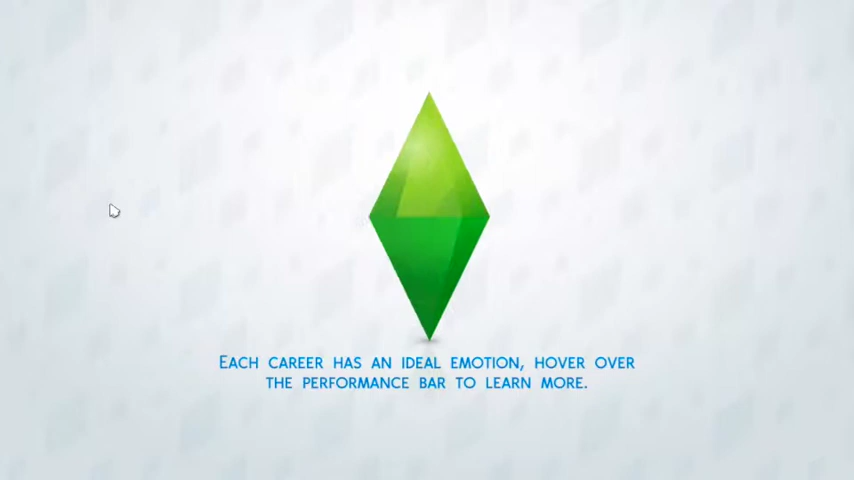 Each career has an ideal emotion, hover over
the performance bar to learn more.